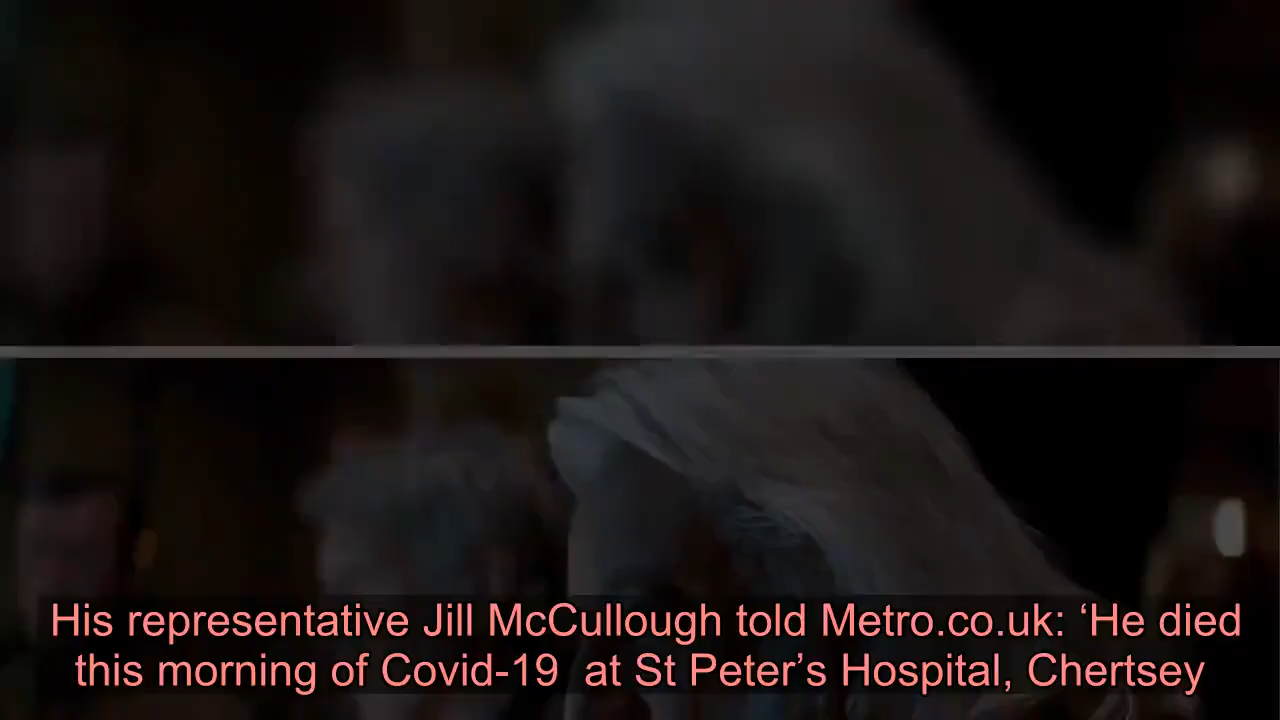 His representative Jill McCullough told Metro.co.uk: ‘He died
this morning of Covid-19  at St Peter’s Hospital, Chertsey